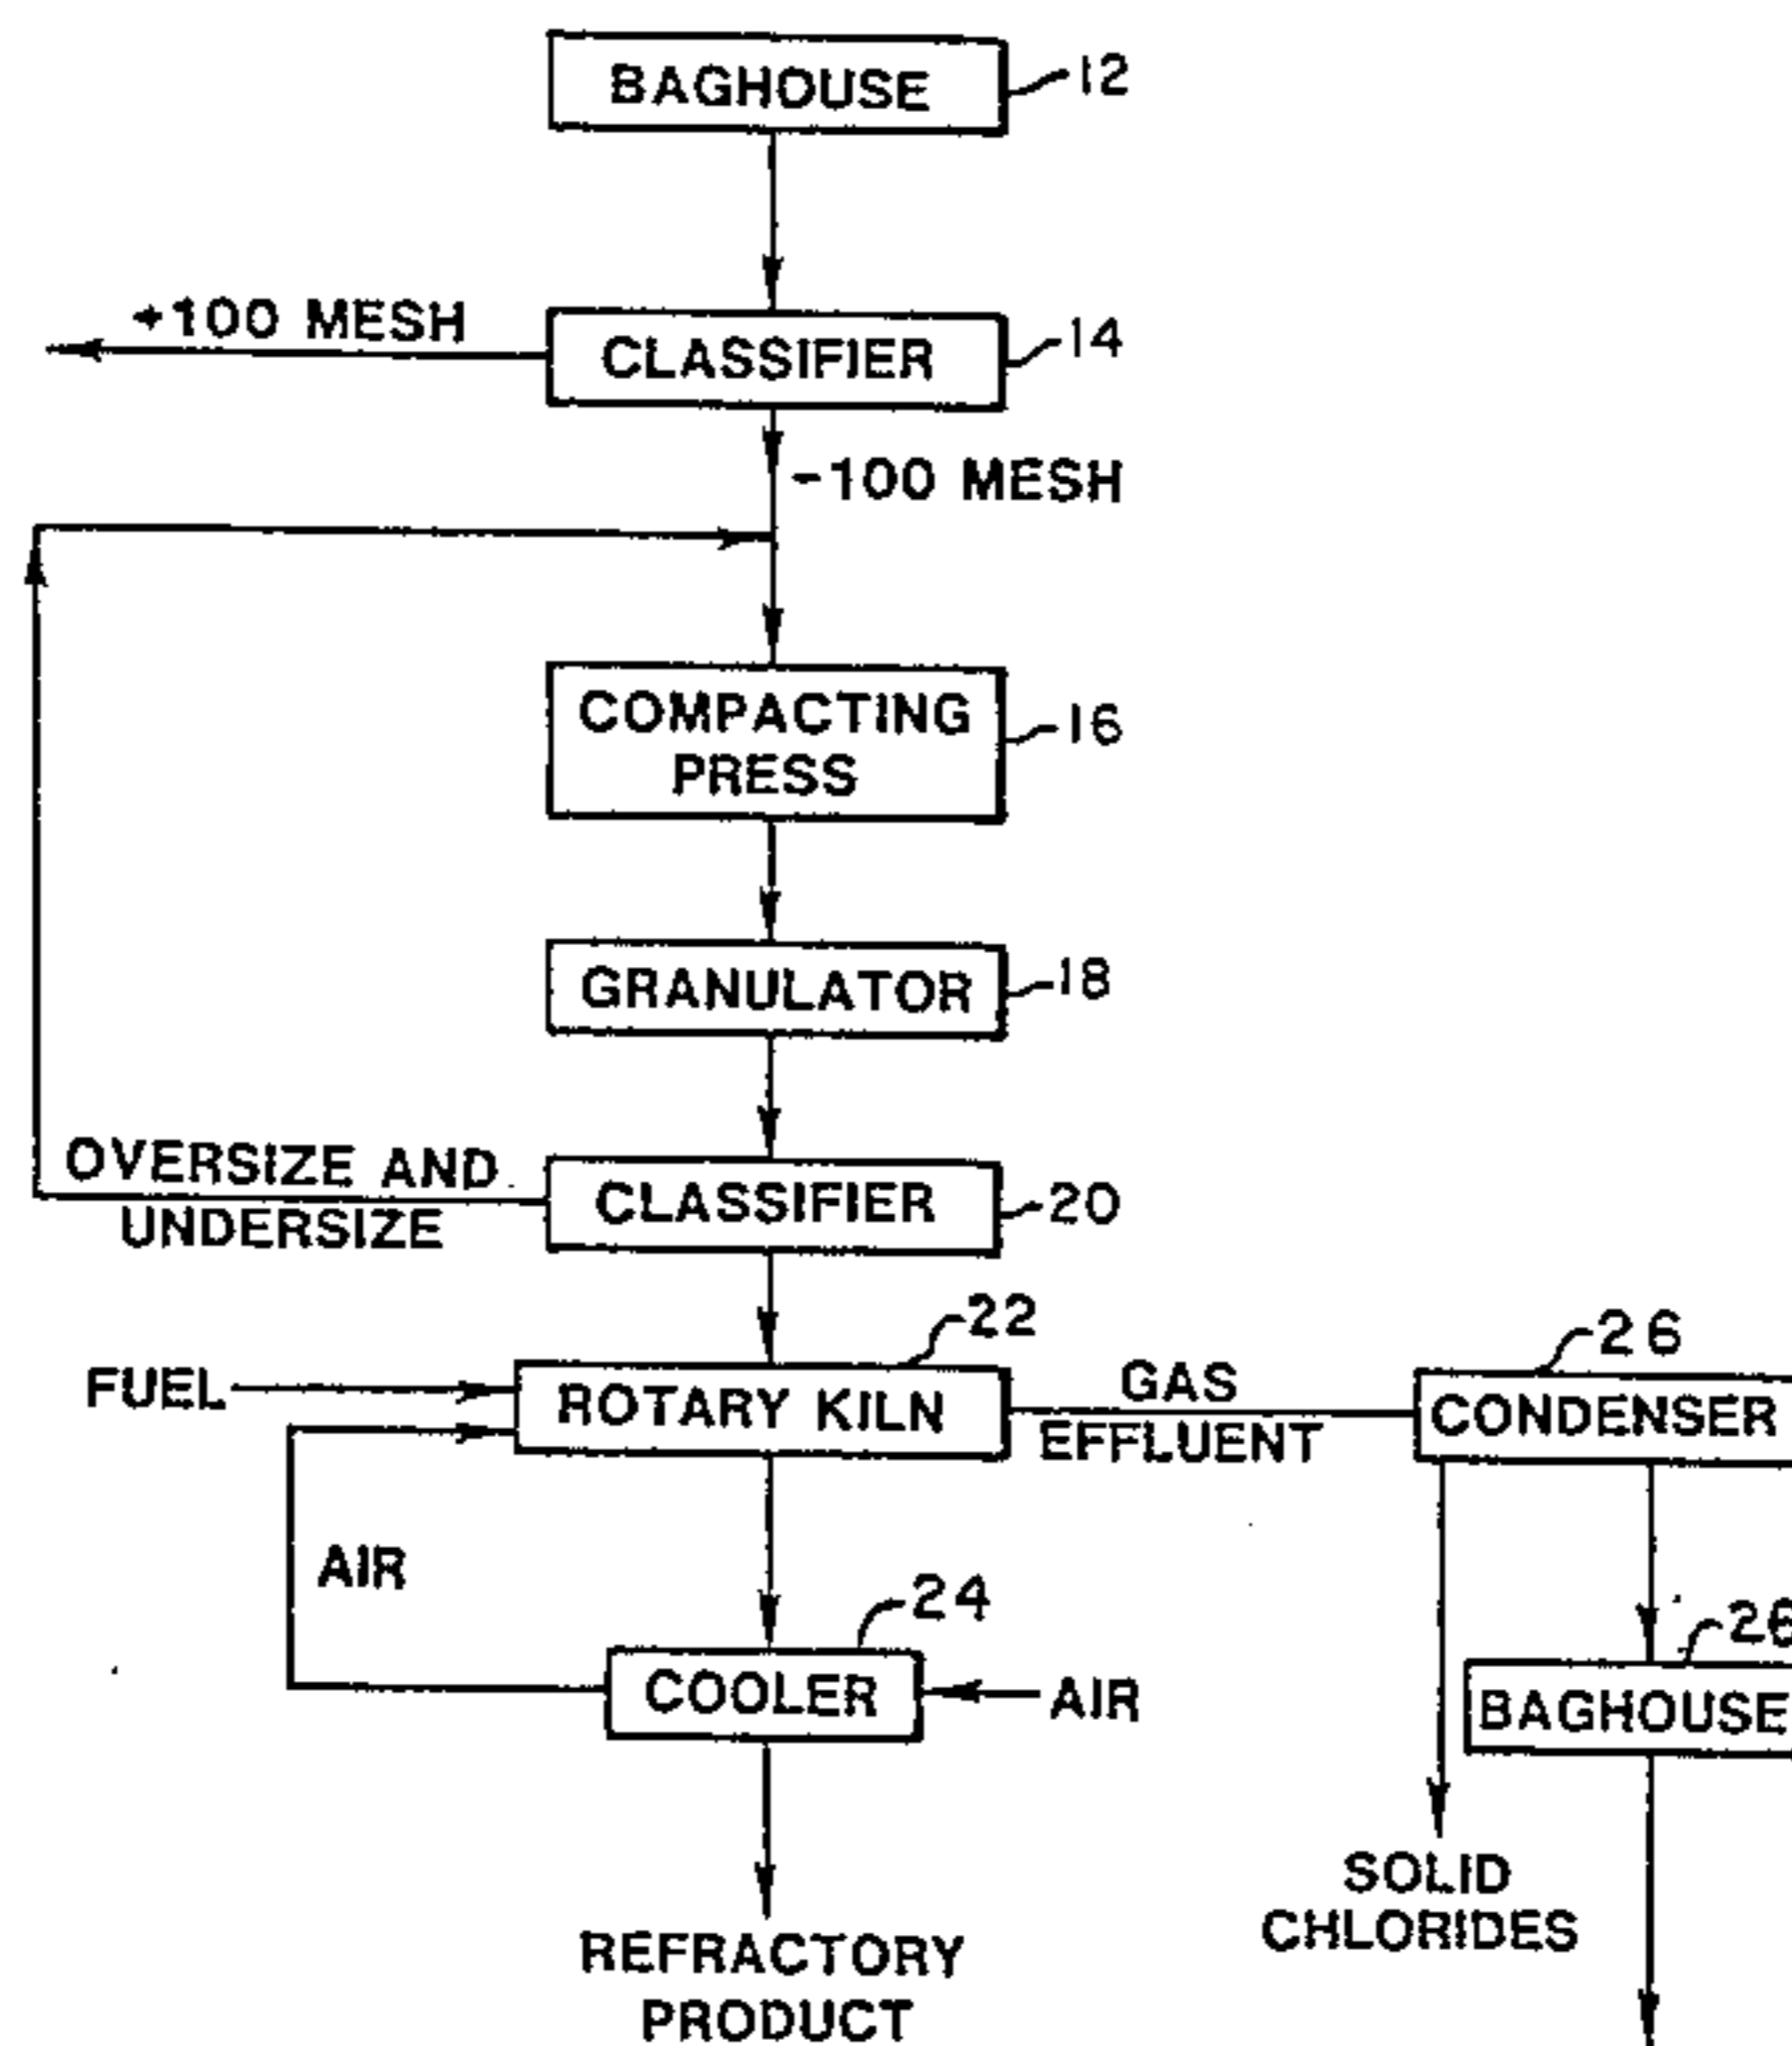 BAGHOUSE
12
+100 MESH
CLASSIFIER
14
-100 MESH
COMPACTING
PRESS
16
GRANULATOR
18
OVERSIZE AND
UNDERSIZE
CLASSIFIER
20
22
FUEL
ROTARY KILN
GAS
EFFLUENT
26
CONDENSER
AIR
24
COOLER
AIR
26
BAGHOUSE
SOLID
CHLORIDES
REFRACTORY
PRODUCT